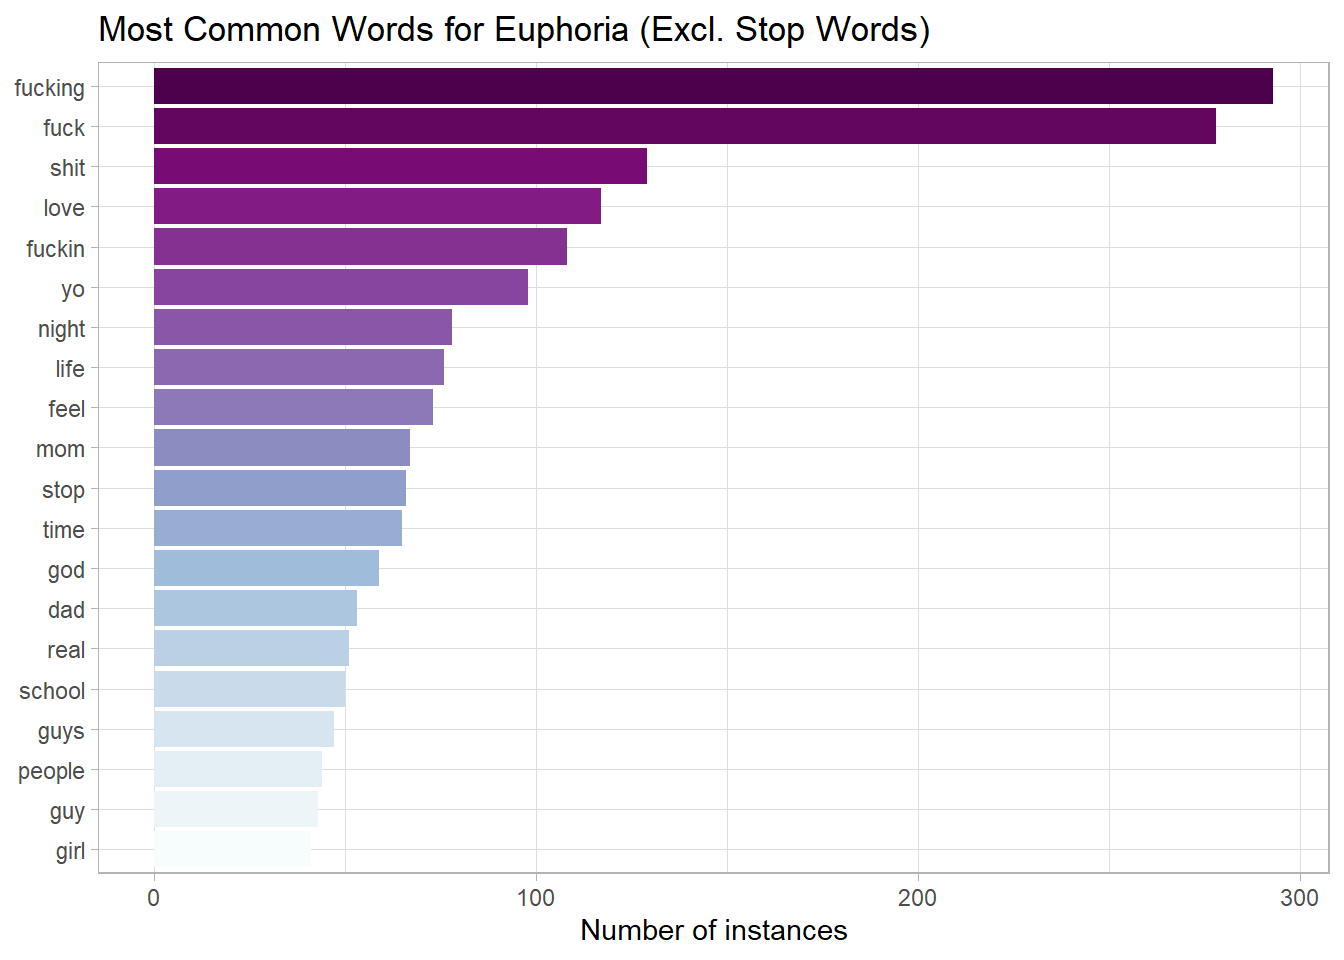 Most Common Words for Euphoria (Excl. Stop Words)
fucking
fuck
shit
love
fuckin
yo
night
life
feel
mom
stop
time
god
dad
real
school
guys
people
guy
girl
0 100 200 300
Number of instances